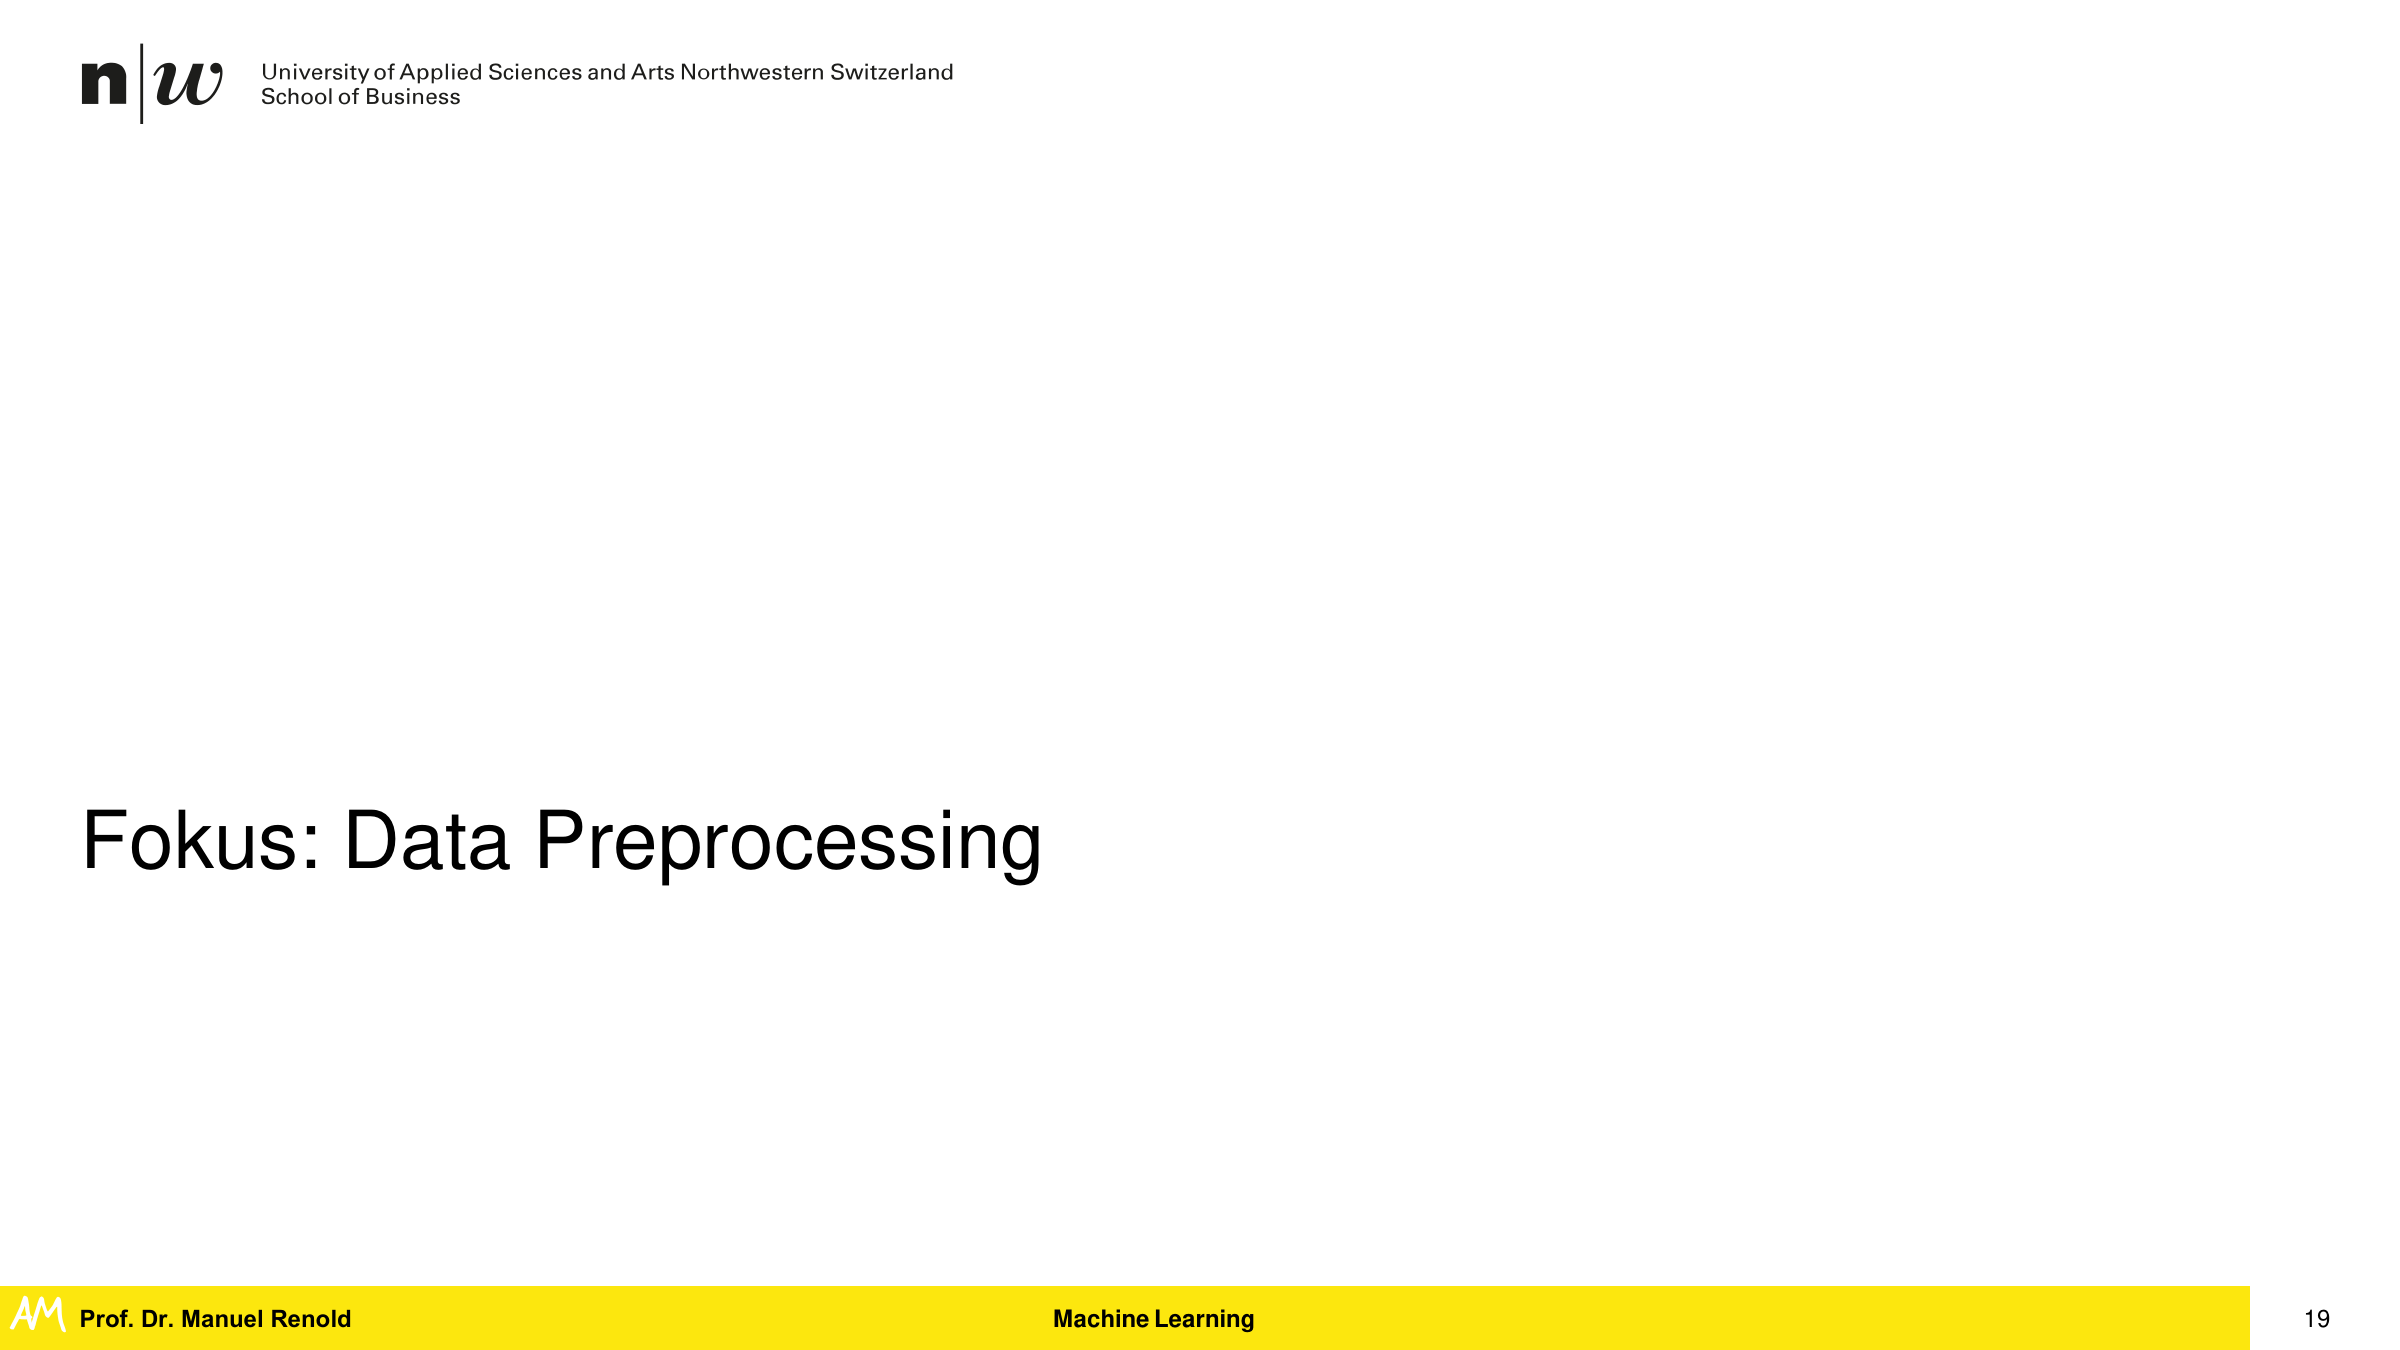 n|w
University of Applied Sciences and Arts Northwestern Switzerland
School of Business
Fokus: Data Preprocessing
AM
Prof. Dr. Manuel Renold
Machine Learning
19